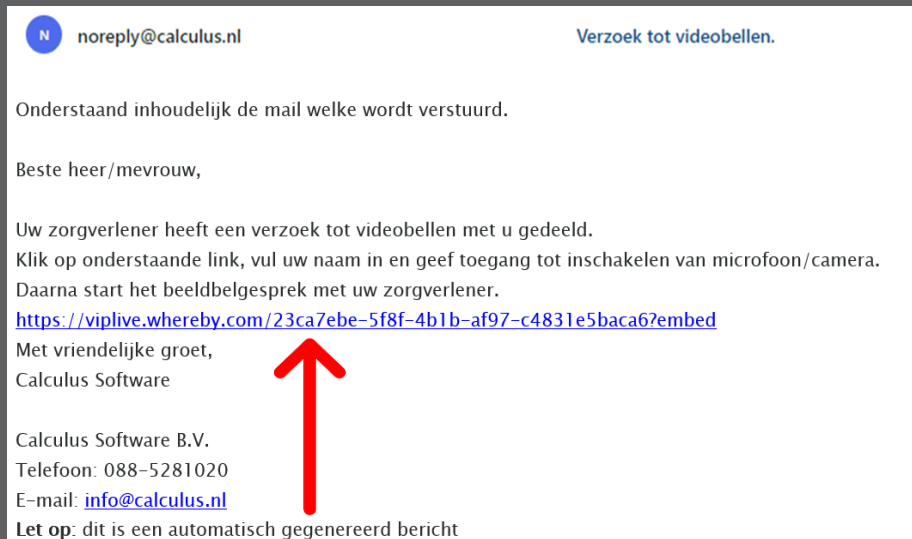 N noreply@calculus.nl Verzoek tot videobellen.
Onderstaand inhoudelijk de mail welke wordt verstuurd.
Beste heer/mevrouw,
Uw zorgverlener heeft een verzoek tot videobellen met u gedeeld.
Klik op onderstaande link, vul uw naam in en geef toegang tot inschakelen van microfoon/camera.
Daarna start het beeldbelgesprek met uw zorgverlener.
https://viplive.whereby.com/23ca7ebe-5f8f-4b1b-af97-c4831e5baca6?embed
Met vriendelijke groet,
Calculus Software
Calculus Software B.V.
Telefoon: 088-5281020
E-mail: info@calculus.nl
Let op: dit is een automatisch gegenereerd bericht